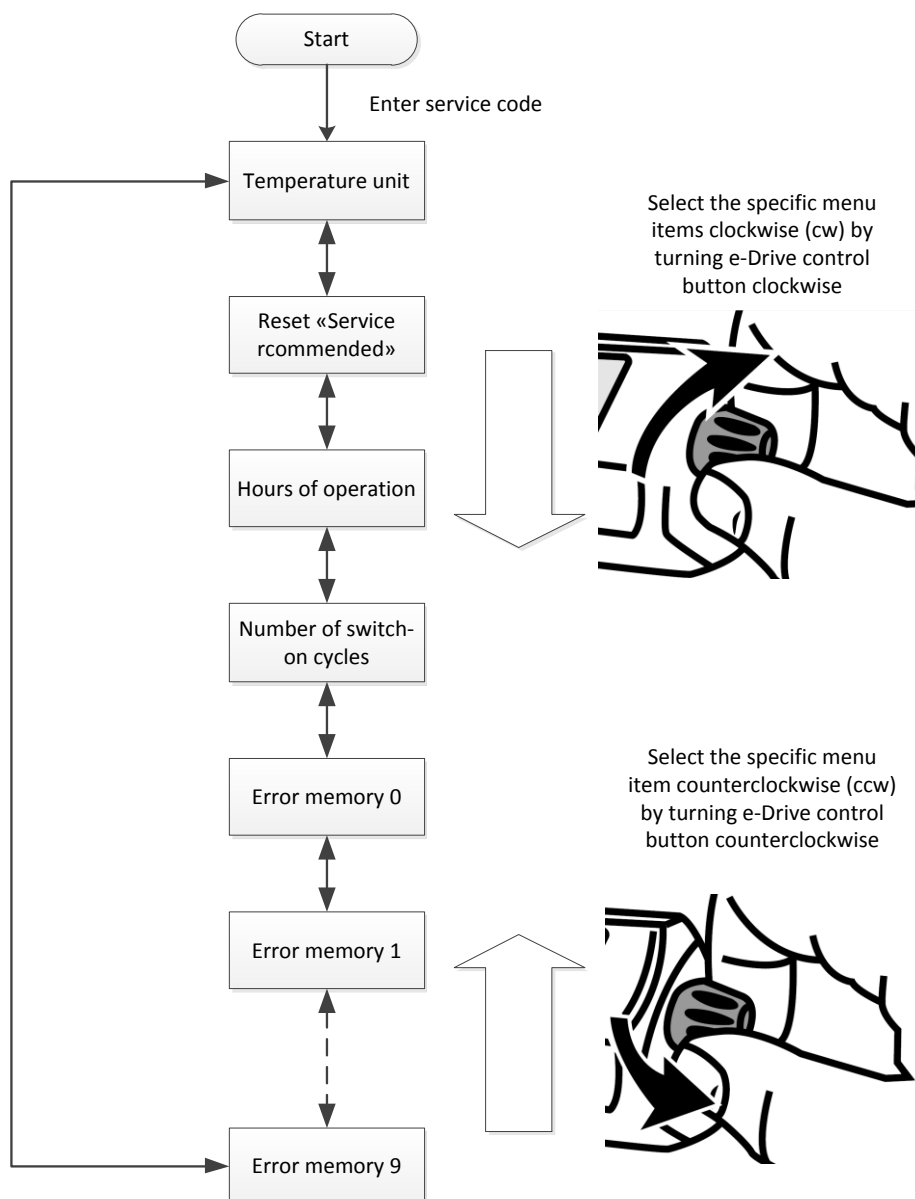 Start
Enter service code
Temperature unit
Select the specific menu
items clockwise (cw) by
turning e-Drive control
button clockwise
Reset «Service
rcommended»
Hours of operation
Number of switch-
on cycles
Error memory 0
Select the specific menu
item counterclockwise (ccw)
by turning e-Drive control
button counterclockwise
Error memory 1
Error memory 9